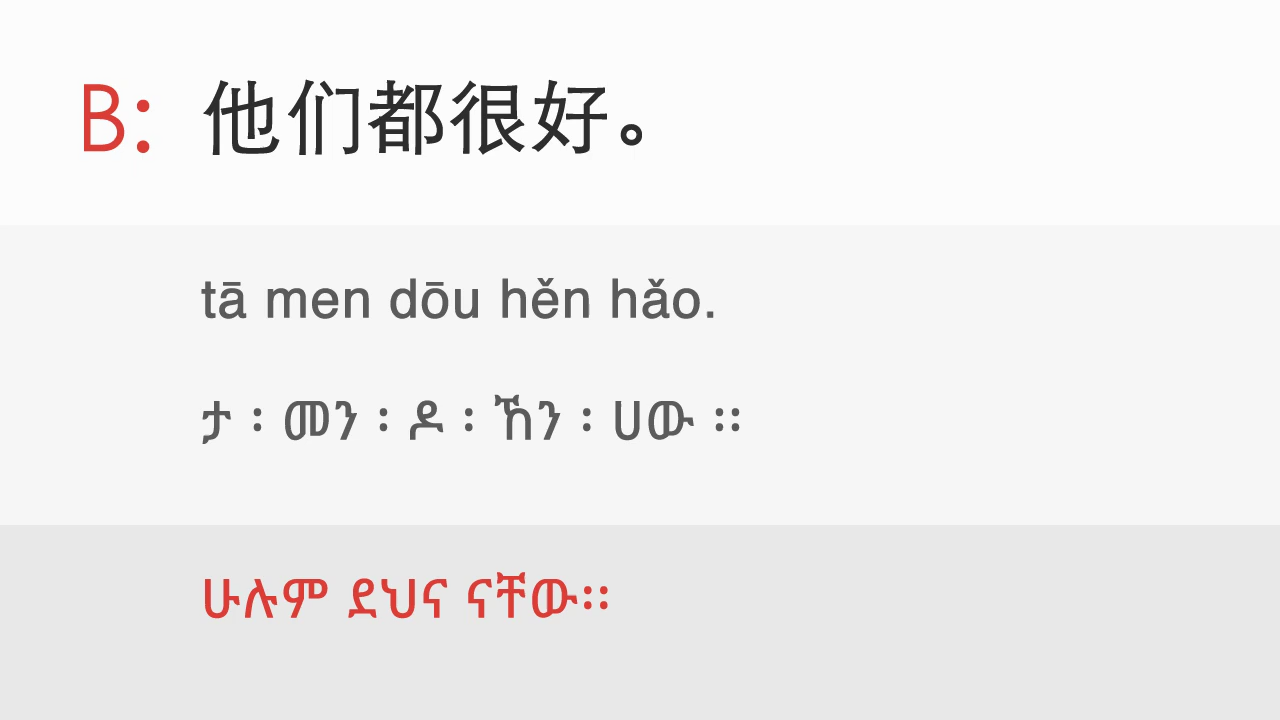 B: 他们都很好。
tā men dōu hěn hǎo.
ታ ፡ መን ፡ ዶ ፡ ኸን ፡ ሀው ፡፡
ሁሉም ደህና ናቸው፡፡